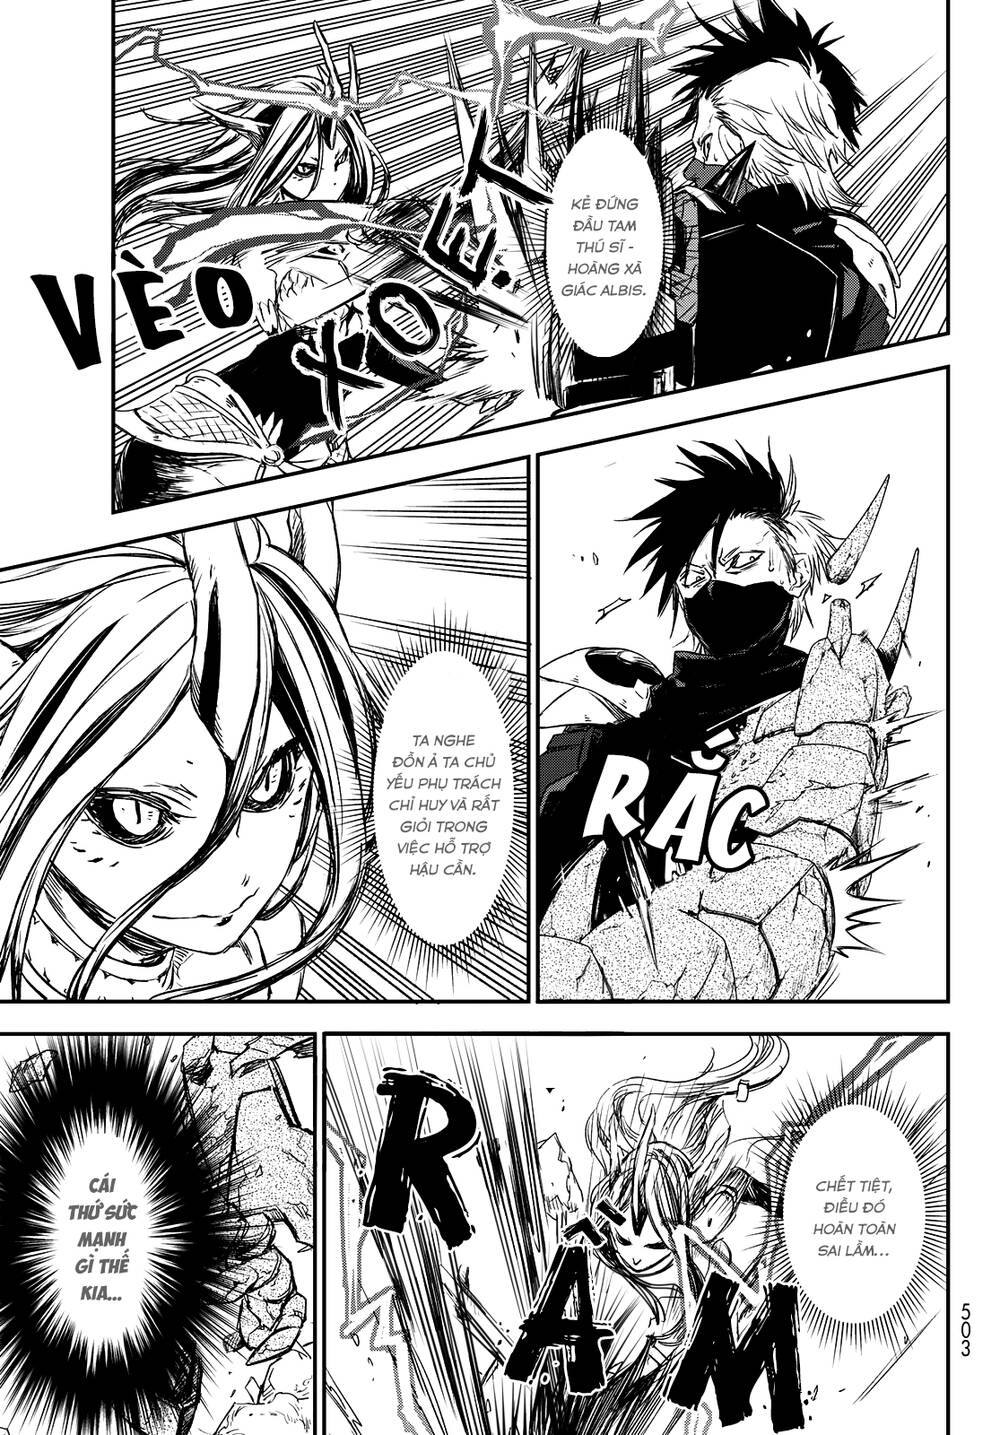 KẺ ĐỨNG
ĐẦU TAM
THÚ SĨ -
HOÀNG XÀ
GIÁC ALBIS.
XOẸT
VÈO
RẮC
TA NGHE
ĐỒN Ả TA CHỦ
YẾU PHỤ TRÁCH
CHỈ HUY VÀ RẤT
GIỎI TRONG
VIỆC HỖ TRỢ
HẬU CẦN.
CHẾT TIỆT,
ĐIỀU ĐÓ
HOÀN TOÀN
SAI LẦM...
RẦM
CÁI
THỨ SỨC
MẠNH
GÌ THẾ
KIA...
503